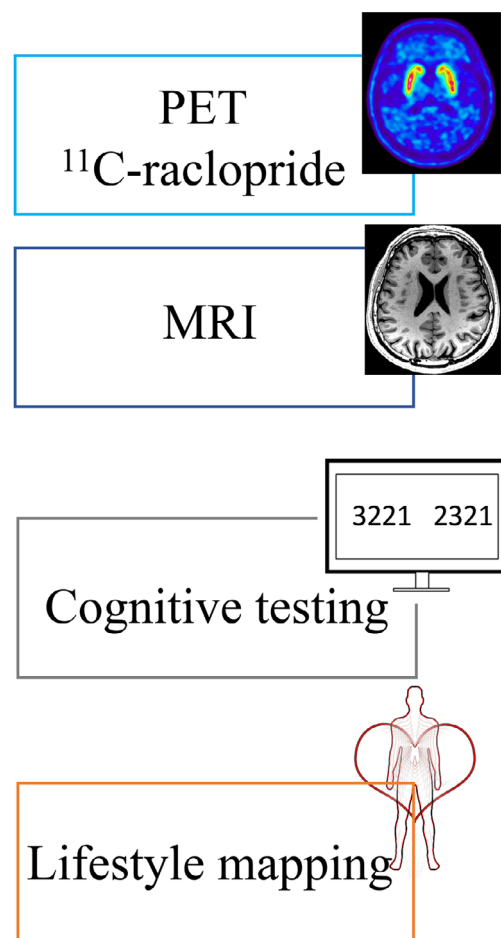 PET
¹¹C-raclopride
MRI
3221 2321
Cognitive testing
Lifestyle mapping